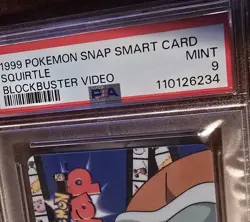 1999 POKEMON SNAP SMART CARD
SQUIRTLE MINT
BLOCKBUSTER VIDEO 9
PSA 110126234